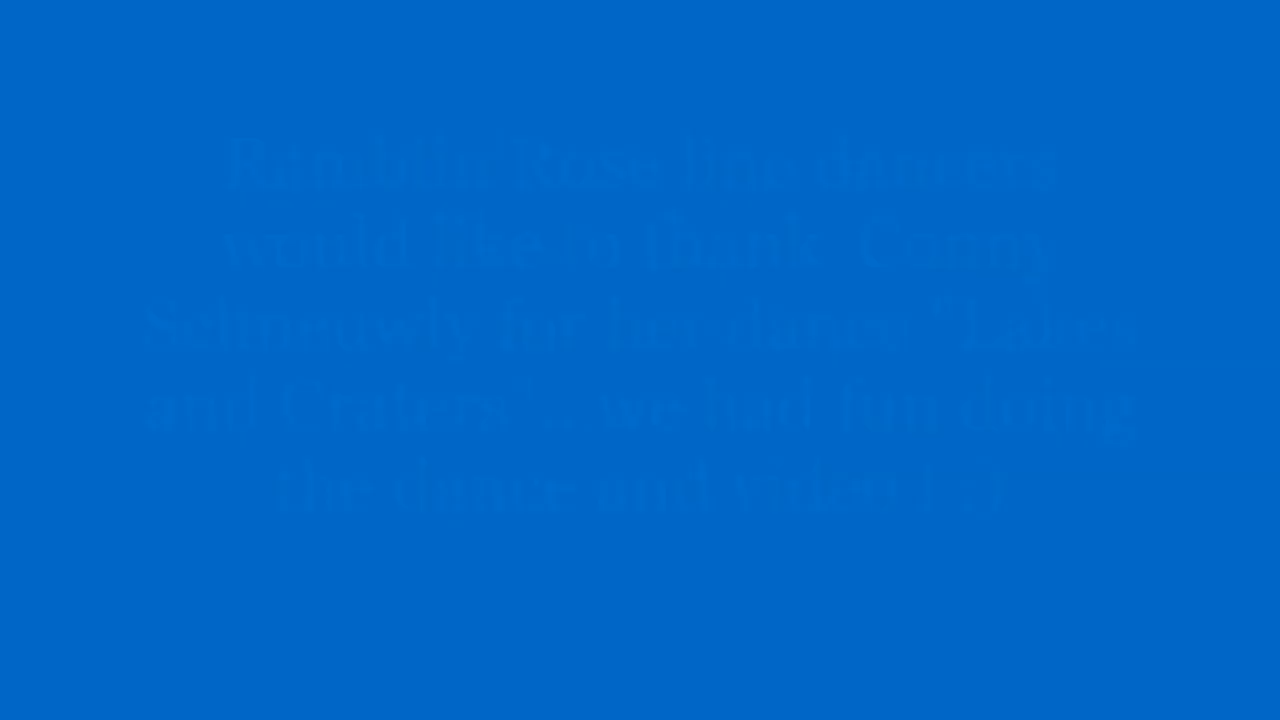 Rose line dancers
would like to thank Conny
for her dance "Lakes
and Craters".. we had fun doing
the dance and video!